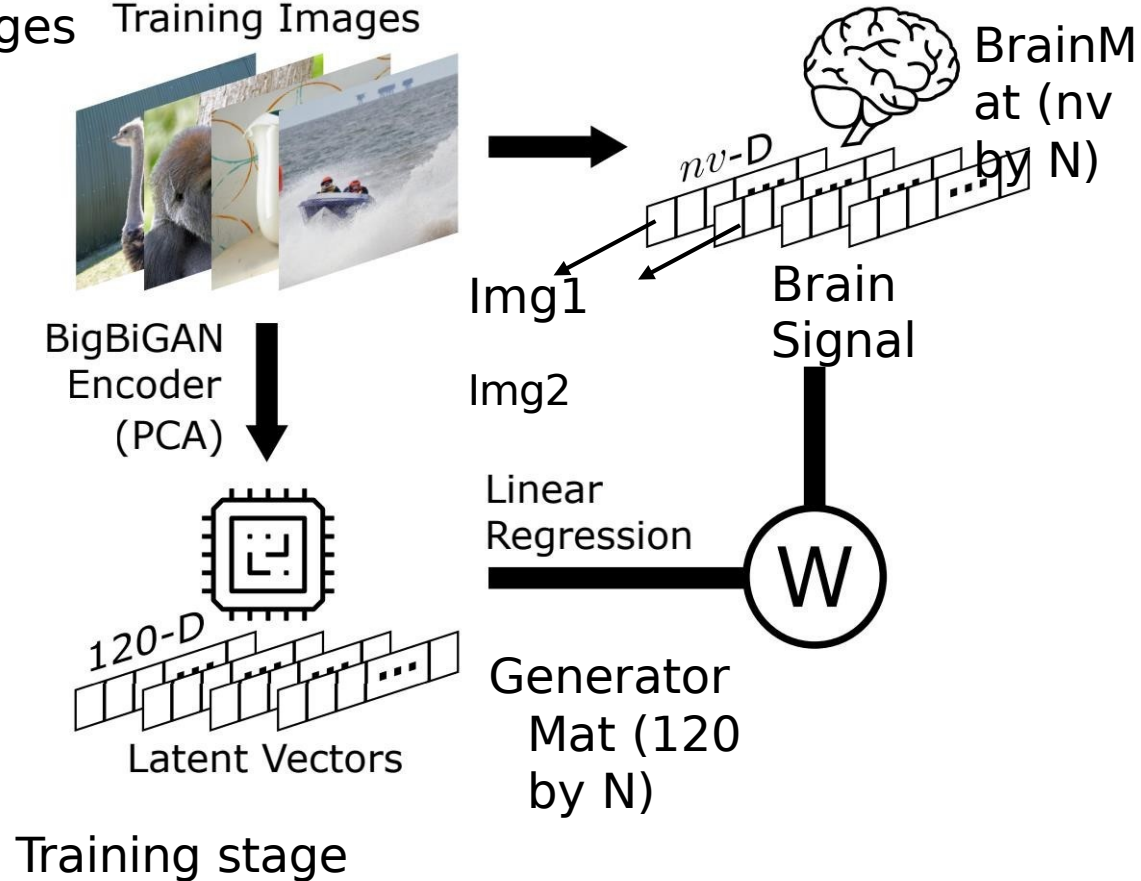 ges
Training Images
BrainM
at (nv
by N)
nv-D
Img1
Brain
Signal
BigBiGAN
Encoder
(PCA)
Img2
Linear
Regression
W
120-D
Generator
Mat (120
by N)
Latent Vectors
Training stage